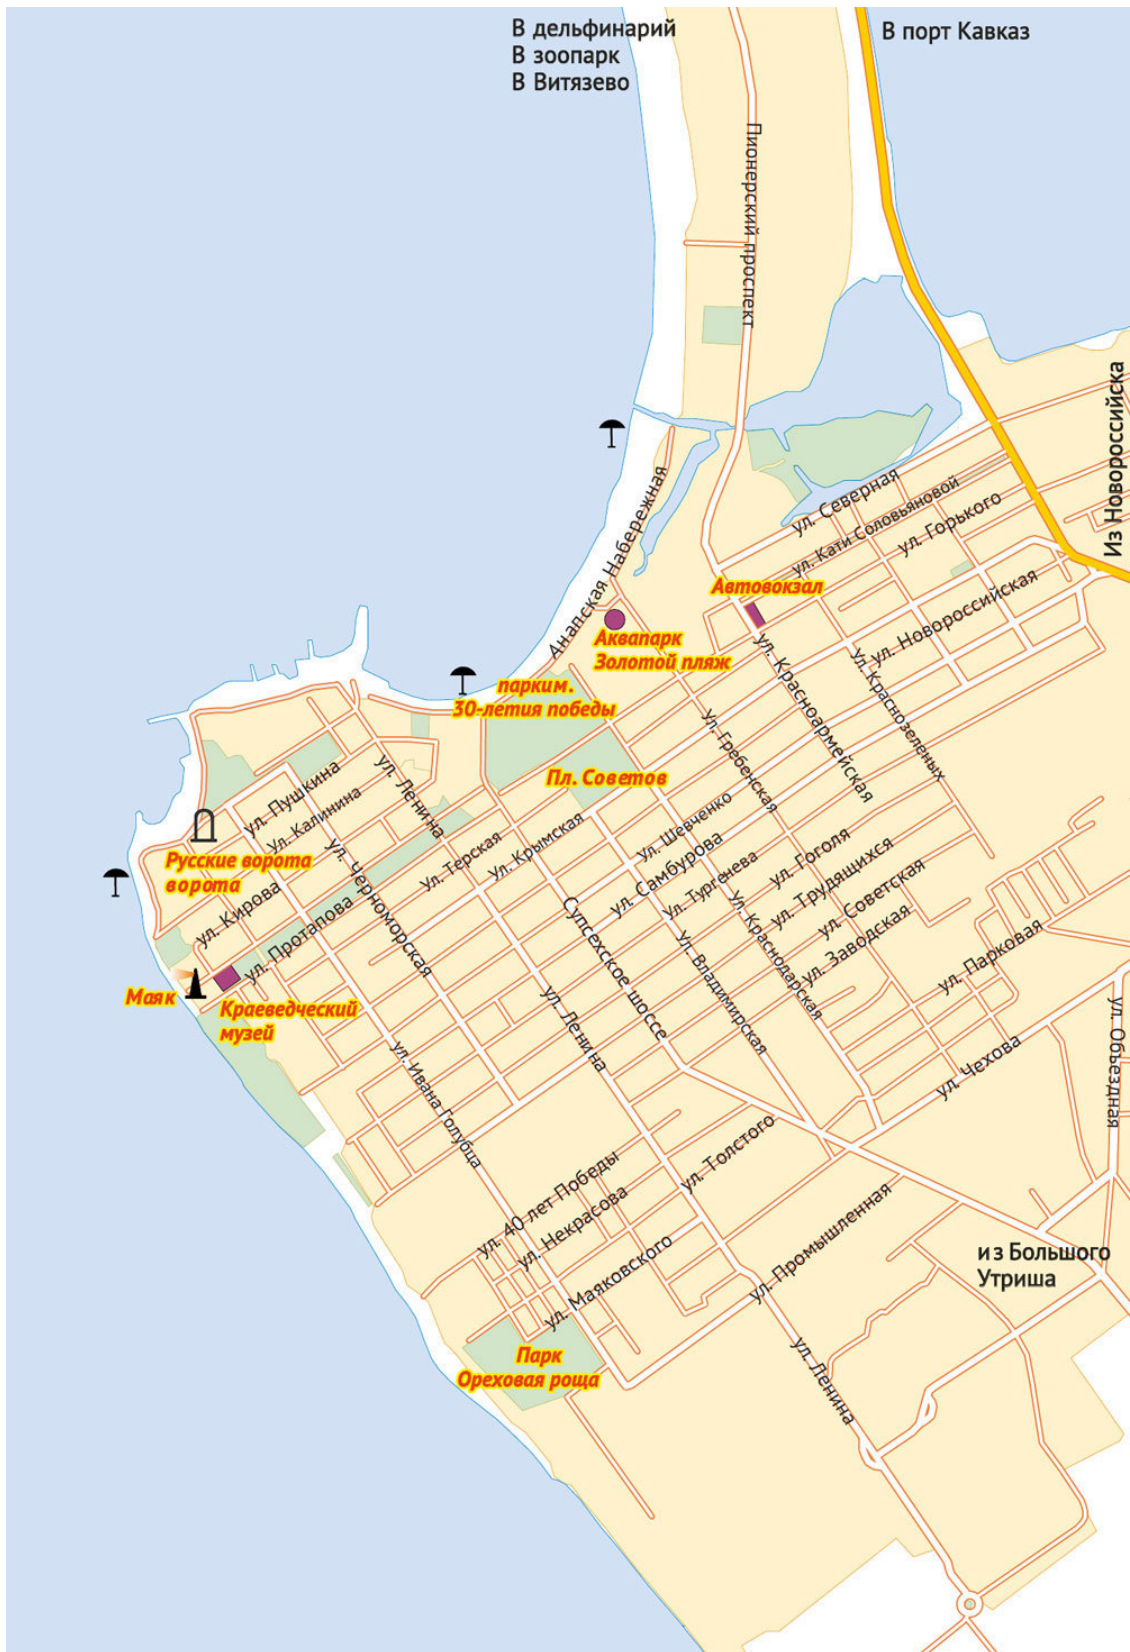 В дельфинарий
В зоопарк
В Витязево
В порт Кавказ
Пионерский проспект
Из Новороссийска
Анапская Набережная
ул. Северная
ул. Кати Соловьяновой
ул. Горького
Автовокзал
ул. Новороссийская
Аквапарк
Золотой пляж
ул. Красноармейская
ул. Краснозеленых
парк им.
30-летия победы
ул. Гребенская
Пл. Советов
ул. Ленина
ул. Пушкина
ул. Калинина
ул. Шевченко
ул. Самбурова
ул. Крымская
ул. Терская
ул. Тургенева
ул. Гоголя
ул. Трудящихся
ул. Советская
ул. Заводская
Русские ворота
ворота
ул. Черноморская
ул. Кирова
ул. Протапова
Супсехское шоссе
ул. Владимирская
ул. Краснодарская
ул. Парковая
Маяк
Краеведческий
музей
ул. Ленина
ул. Ивана Голубца
ул. Чехова
ул. Объездная
ул. Толстого
ул. 40 лет Победы
ул. Некрасова
ул. Маяковского
ул. Промышленная
из Большого
Утриша
Парк
Ореховая роща
ул. Ленина